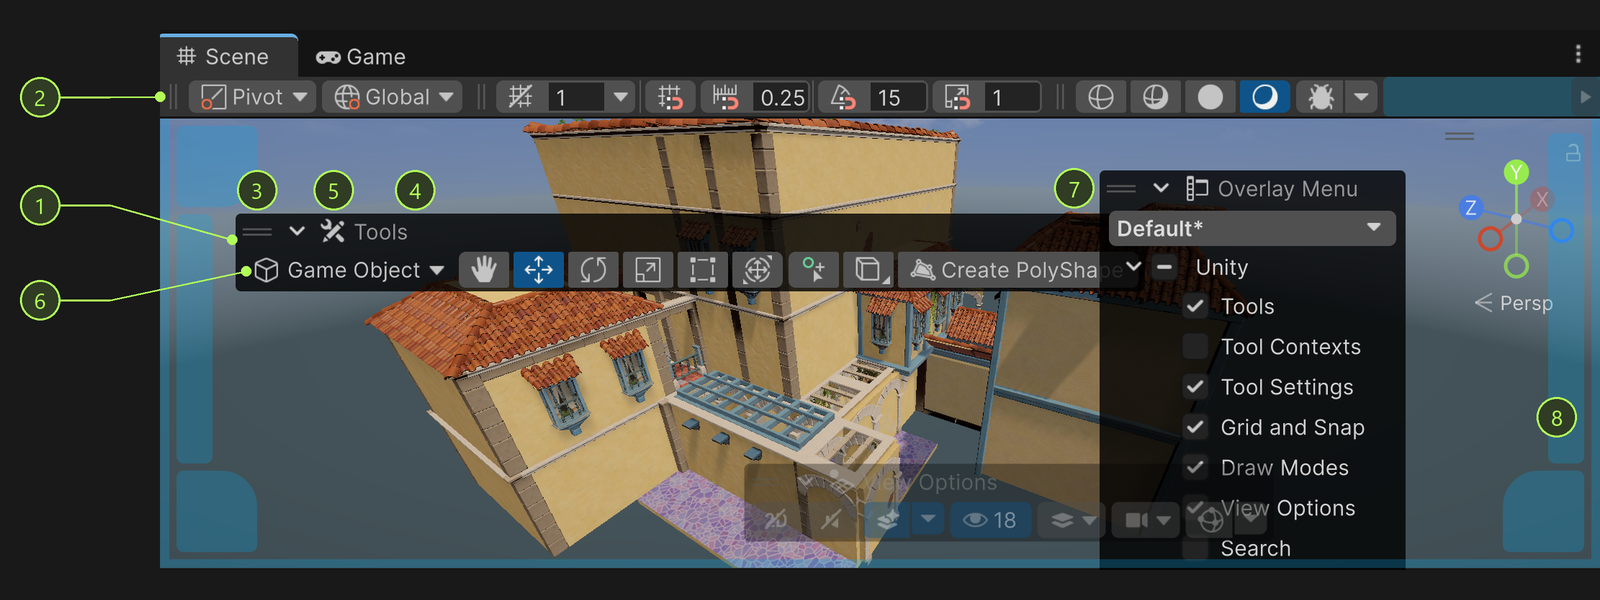 Scene Game
2 Pivot Global 1 0.25 15 1
3 5 4 7 Overlay Menu Y X Z
1 Tools Default*
6 Game Object Create PolyShape Unity
Persp
Tools
Tool Contexts
Tool Settings
Grid and Snap 8
Draw Modes
View Options
View Options
2D 18
Search